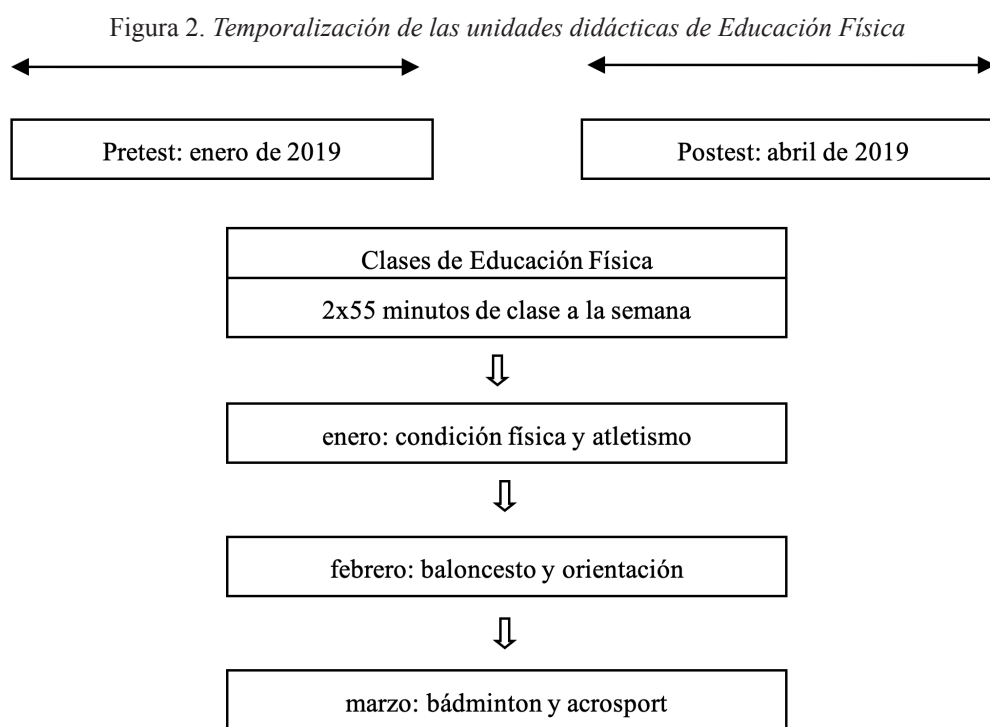 Figura 2. Temporalización de las unidades didácticas de Educación Física
Pretest: enero de 2019
Postest: abril de 2019
Clases de Educación Física
2x55 minutos de clase a la semana
enero: condición física y atletismo
febrero: baloncesto y orientación
marzo: bádminton y acrosport